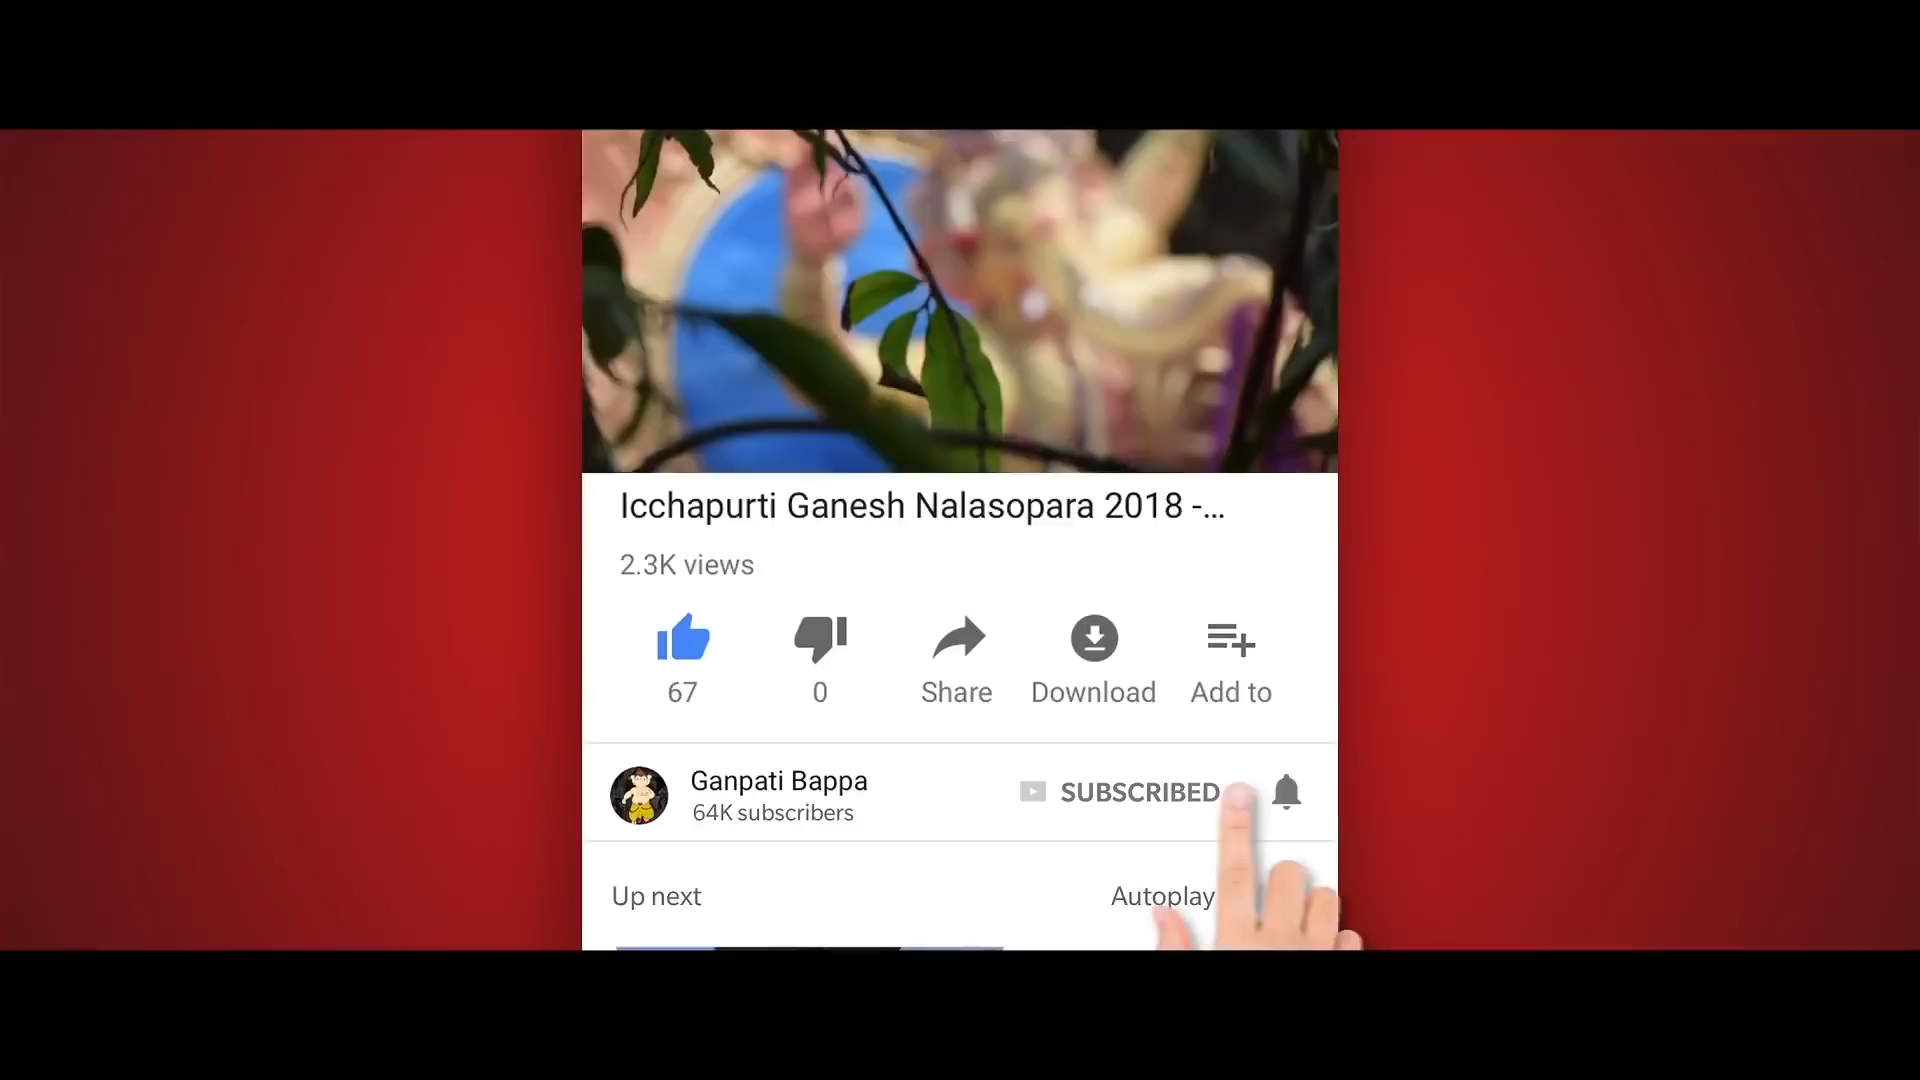 Icchapurti Ganesh Nalasopara 2018 -...
2.3K views
67
0
Share
Download
Add to
Ganpati Bappa
64K subscribers
SUBSCRIBED
Up next
Autoplay